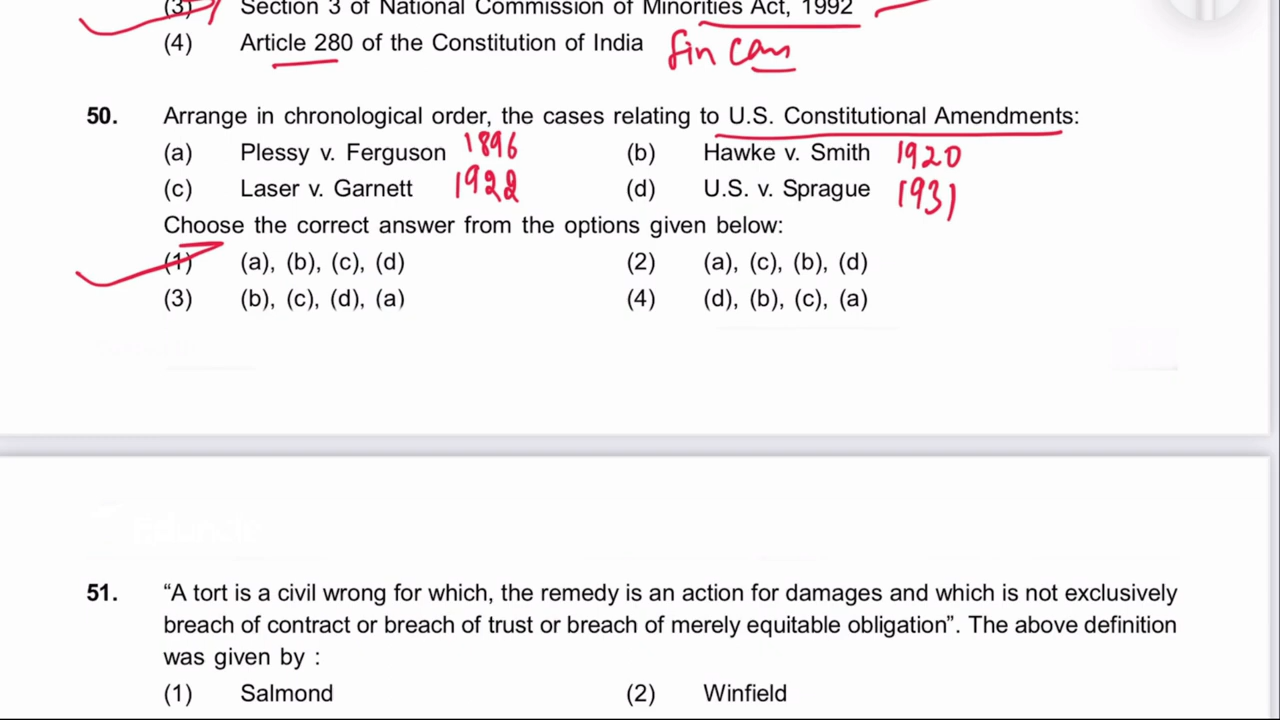 (3) Section 3 of National Commission of Minorities Act, 1992
(4) Article 280 of the Constitution of India fin com
50. Arrange in chronological order, the cases relating to U.S. Constitutional Amendments:
(a) Plessy v. Ferguson 1896 (b) Hawke v. Smith 1920
(c) Laser v. Garnett 1922 (d) U.S. v. Sprague 1931
Choose the correct answer from the options given below:
(1) (a), (b), (c), (d) (2) (a), (c), (b), (d)
(3) (b), (c), (d), (a) (4) (d), (b), (c), (a)
51. “A tort is a civil wrong for which, the remedy is an action for damages and which is not exclusively
breach of contract or breach of trust or breach of merely equitable obligation”. The above definition
was given by :
(1) Salmond (2) Winfield